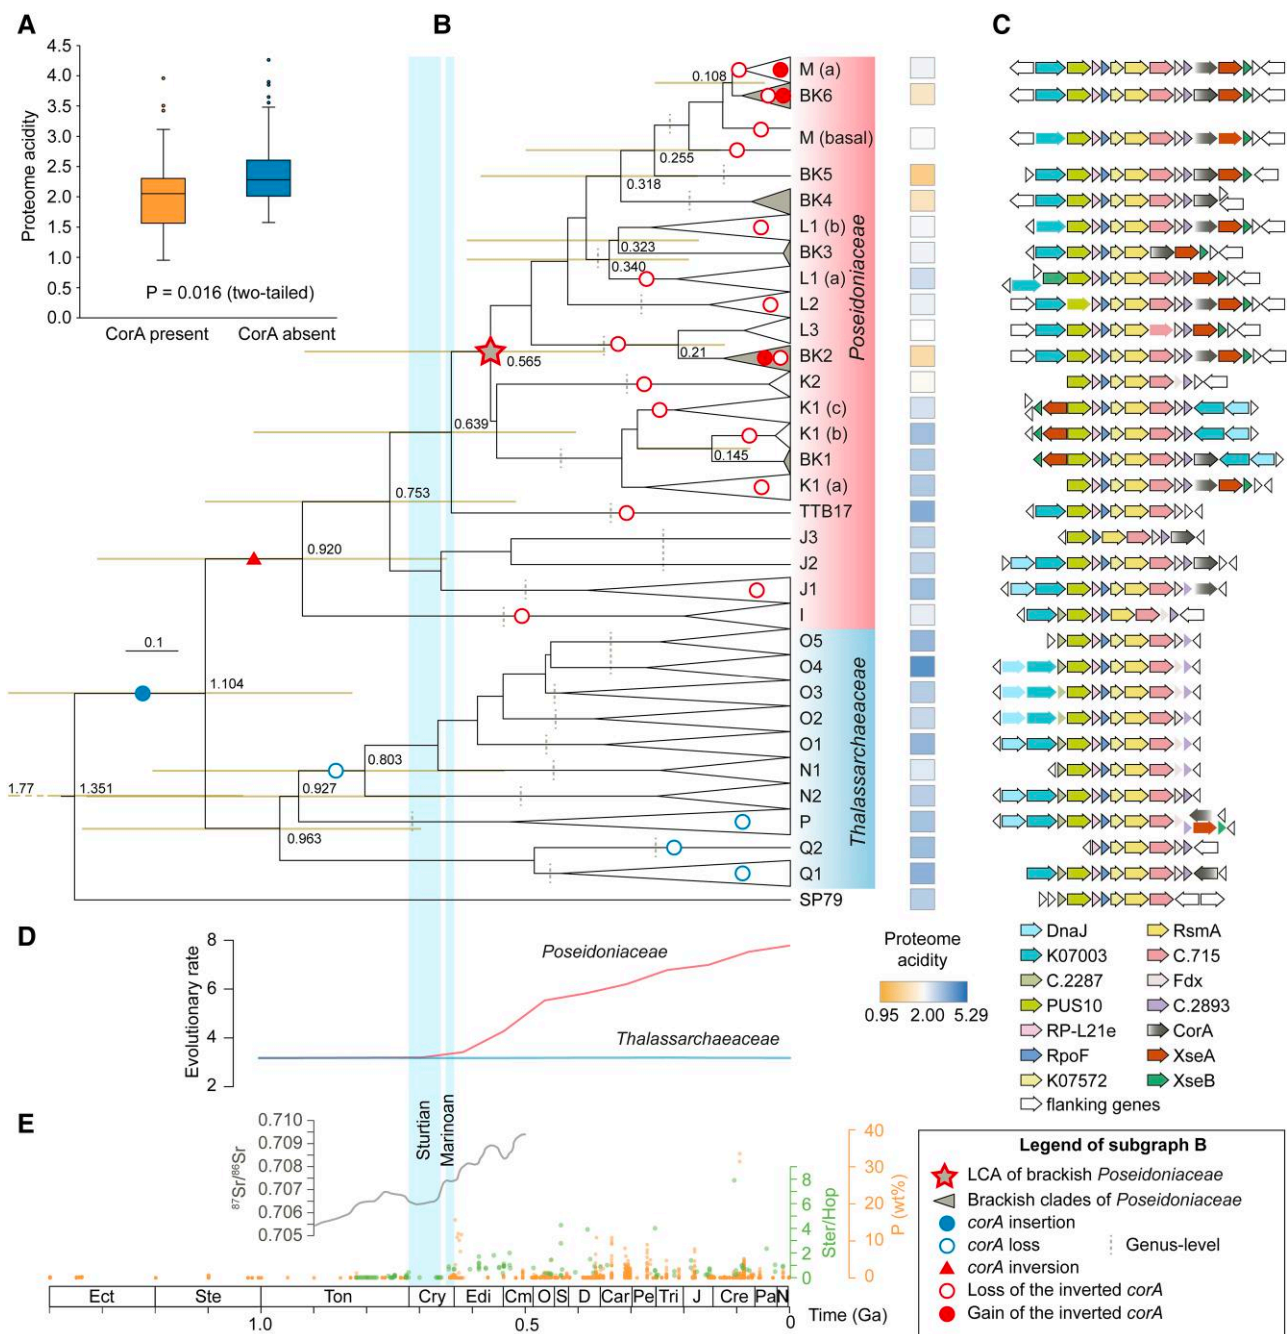 A
B
C
4.5
4.0
3.5
3.0
2.5
2.0
1.5
1.0
0.5
0.0
Proteome acidity
P = 0.016 (two-tailed)
CorA present
CorA absent
0.108
0.255
0.318
0.323
0.340
0.21
0.565
0.639
0.145
0.753
0.920
0.1
1.104
0.803
1.77
1.351
0.927
0.963
M (a)
BK6
M (basal)
BK5
BK4
L1 (b)
BK3
L1 (a)
L2
L3
BK2
K2
K1 (c)
K1 (b)
BK1
K1 (a)
TTB17
J3
J2
J1
I
O5
O4
O3
O2
O1
N1
N2
P
Q2
Q1
SP79
Poseidoniaceae
Thalassarchaeaceae
Proteome
acidity
0.95 2.00 5.29
DnaJ
K07003
C.2287
PUS10
RP-L21e
RpoF
K07572
flanking genes
RsmA
C.715
Fdx
C.2893
CorA
XseA
XseB
D
8
6
4
2
Evolutionary rate
Poseidoniaceae
Thalassarchaeaceae
Sturtian
Marinoan
E
0.710
0.709
0.708
0.707
0.706
0.705
87Sr/86Sr
8
6
4
2
0
Ster/Hop
40
30
20
10
0
P (wt%)
Ect Ste Ton Cry Edi Cm O S D Car Pe Tri J Cre Pa N
1.0 0.5 0 Time (Ga)
Legend of subgraph B
LCA of brackish Poseidoniaceae
Brackish clades of Poseidoniaceae
corA insertion
corA loss
Genus-level
corA inversion
Loss of the inverted corA
Gain of the inverted corA